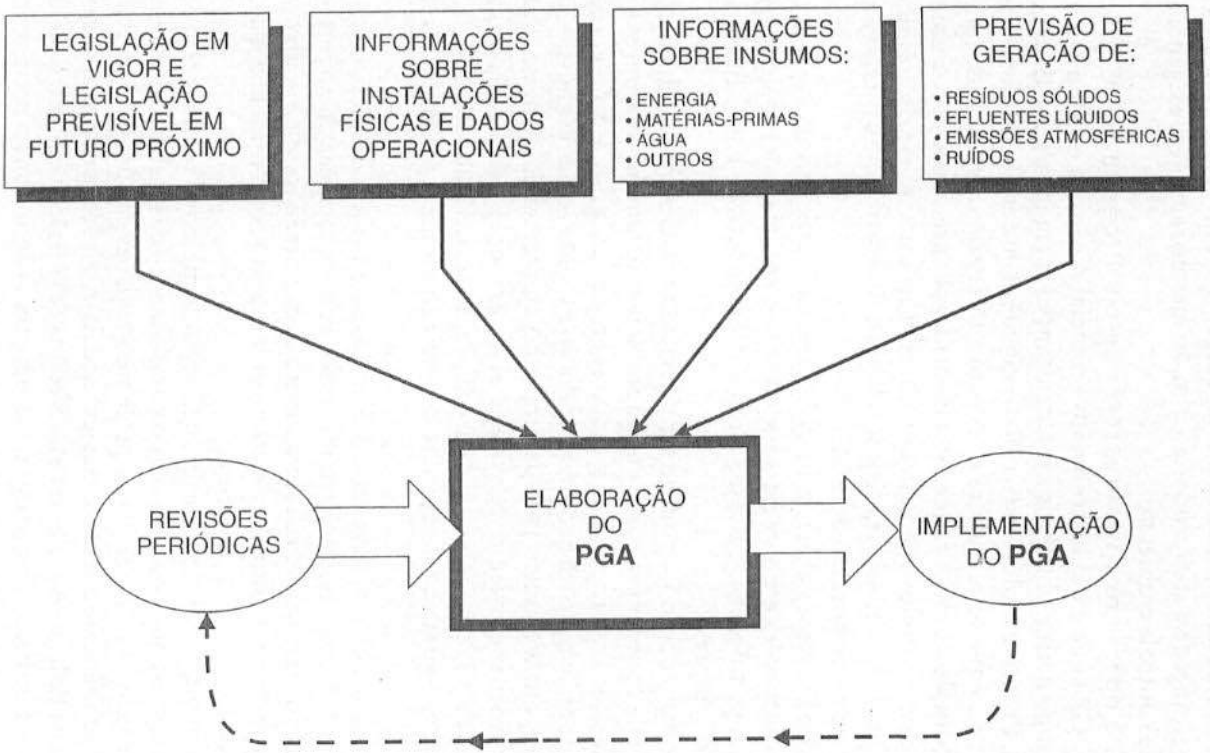 LEGISLAÇÃO EM
VIGOR E
LEGISLAÇÃO
PREVISÍVEL EM
FUTURO PRÓXIMO
INFORMAÇÕES
SOBRE
INSTALAÇÕES
FÍSICAS E DADOS
OPERACIONAIS
INFORMAÇÕES
SOBRE INSUMOS:
• ENERGIA
• MATÉRIAS-PRIMAS
• ÁGUA
• OUTROS
PREVISÃO DE
GERAÇÃO DE:
• RESÍDUOS SÓLIDOS
• EFLUENTES LÍQUIDOS
• EMISSÕES ATMOSFÉRICAS
• RUÍDOS
REVISÕES
PERIÓDICAS
ELABORAÇÃO
DO
PGA
IMPLEMENTAÇÃO
DO PGA